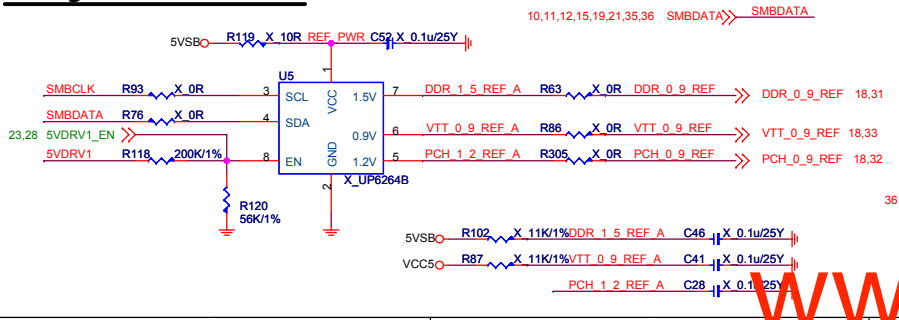 10,11,12,15,19,21,35,36 SMBDATA SMBDATA
5VSB R119 X_10R REF_PWR C52 X_0.1u/25Y
U5
SMBCLK R93 X_0R 3 SCL VCC 1 1.5V 7 DDR_1_5_REF_A R63 X_0R DDR_0_9_REF DDR_0_9_REF 18,31
SMBDATA R76 X_0R 4 SDA
23,28 5VDRV1_EN 0.9V 6 VTT_0_9_REF_A R86 X_0R VTT_0_9_REF VTT_0_9_REF 18,33
5VDRV1 R118 200K/1% 8 EN GND 2 1.2V 5 PCH_1_2_REF_A R305 X_0R PCH_0_9_REF PCH_0_9_REF 18,32
X_UP6264B
R120
56K/1%
36
5VSB R102 X_11K/1% DDR_1_5_REF_A C46 X_0.1u/25Y
VCC5 R87 X_11K/1% VTT_0_9_REF_A C41 X_0.1u/25Y
PCH_1_2_REF_A C28 X_0.1u/25Y